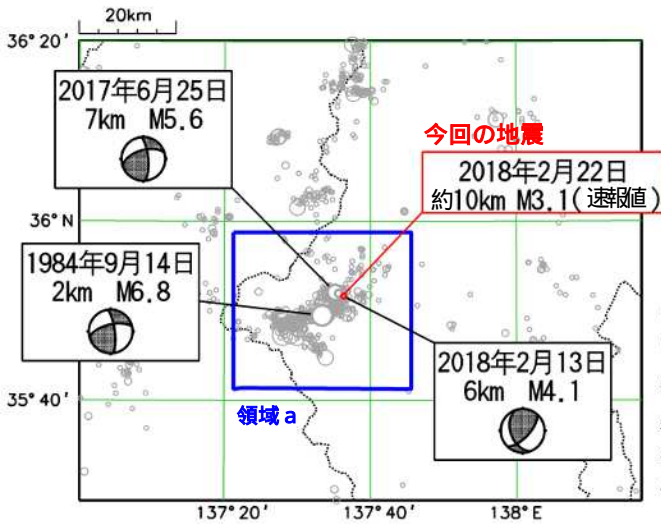 20km
36°20'
2017年6月25日
7km M5.6
今回の地震
2018年2月22日
約10km M3.1(速報値)
36°N
1984年9月14日
2km M6.8
2018年2月13日
6km M4.1
35°40'
領域a
137°20'
137°40'
138°E